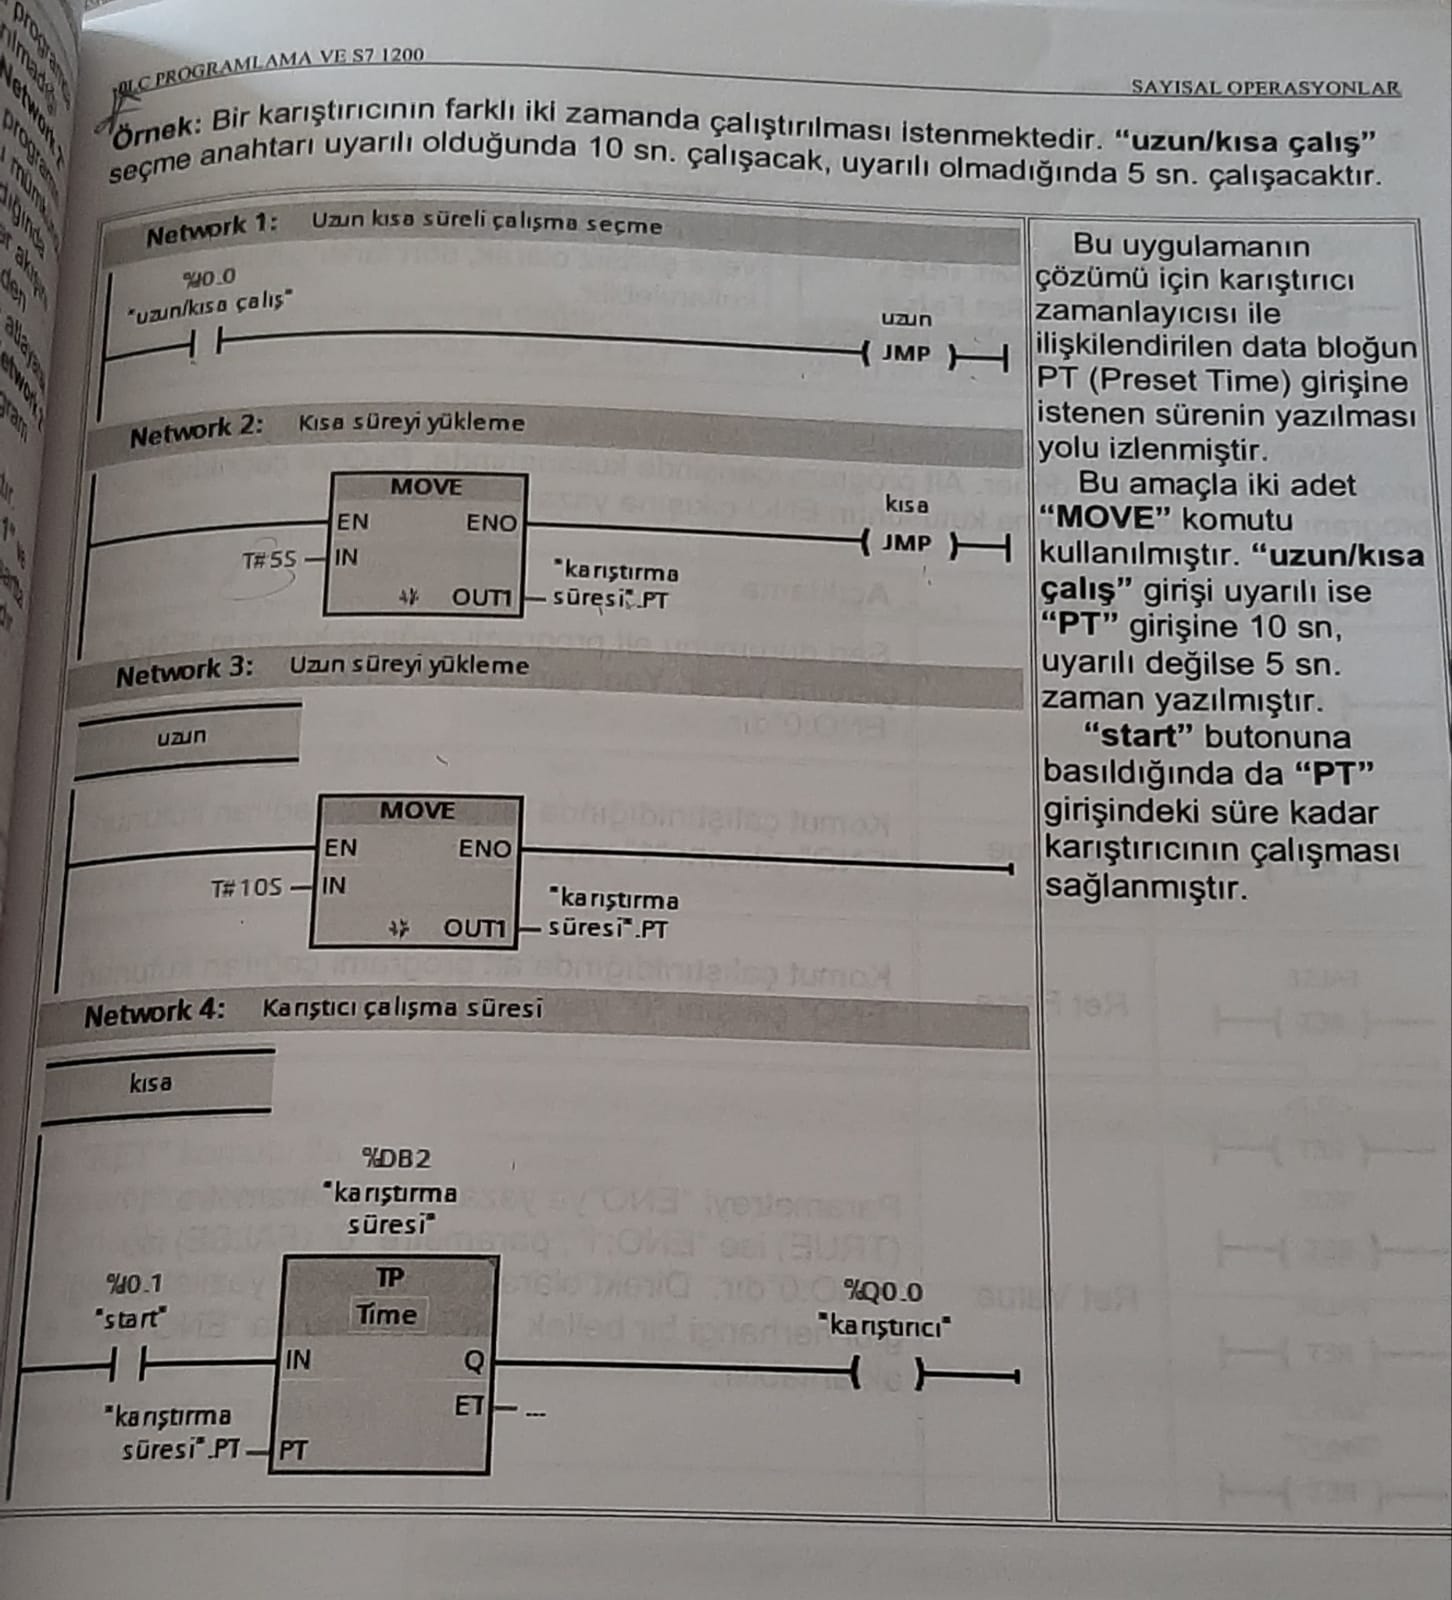 PLC PROGRAMLAMA VE S7 1200
SAYISAL OPERASYONLAR
Örnek: Bir karıştırıcının farklı iki zamanda çalıştırılması istenmektedir. “uzun/kısa çalış”
seçme anahtarı uyarılı olduğunda 10 sn. çalışacak, uyarılı olmadığında 5 sn. çalışacaktır.
Network 1: Uzun kısa süreli çalışma seçme
%I0.0
"uzun/kısa çalış"
uzun
JMP
Network 2: Kısa süreyi yükleme
MOVE
kısa
EN ENO
JMP
T#5S IN
"karıştırma
OUT1 süresi".PT
Network 3: Uzun süreyi yükleme
uzun
MOVE
EN ENO
T#10S IN
"karıştırma
OUT1 süresi".PT
Network 4: Karıştıcı çalışma süresi
kısa
%DB2
"karıştırma
süresi"
%I0.1
"start"
TP
Time
%Q0.0
"karıştırıcı"
IN Q
ET ...
"karıştırma
süresi".PT PT
Bu uygulamanın
çözümü için karıştırıcı
zamanlayıcısı ile
ilişkilendirilen data bloğun
PT (Preset Time) girişine
istenen sürenin yazılması
yolu izlenmiştir.
Bu amaçla iki adet
“MOVE” komutu
kullanılmıştır. “uzun/kısa
çalış” girişi uyarılı ise
“PT” girişine 10 sn,
uyarılı değilse 5 sn.
zaman yazılmıştır.
“start” butonuna
basıldığında da “PT”
girişindeki süre kadar
karıştırıcının çalışması
sağlanmıştır.